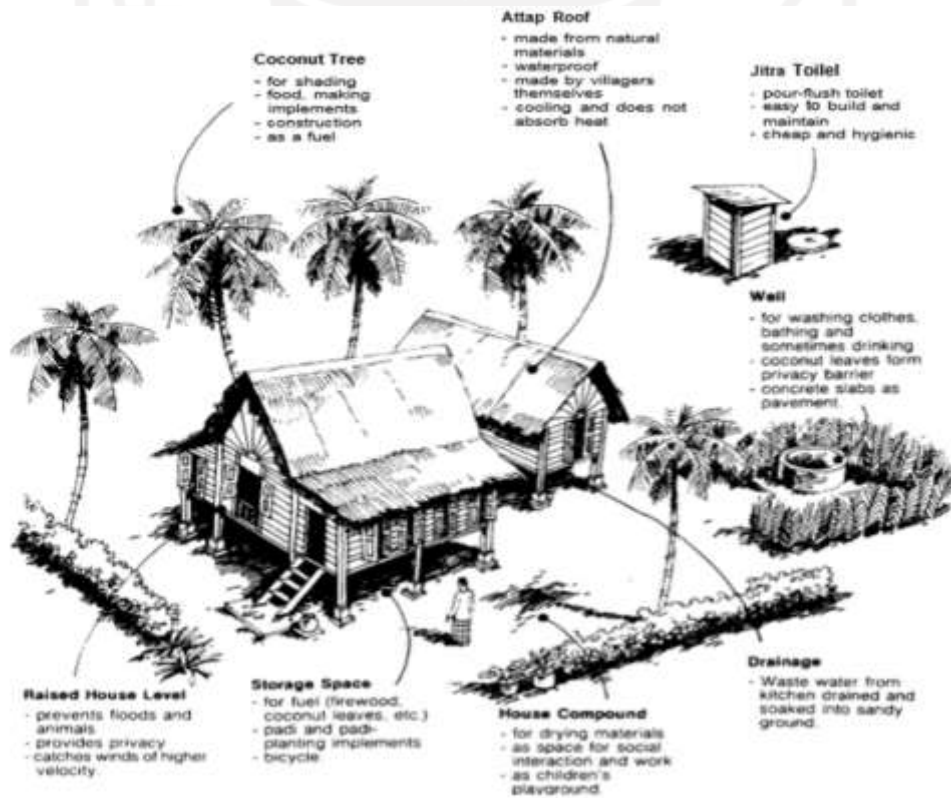 Coconut Tree
- for shading
- food, making
implements
- construction
- as a fuel
Attap Roof
- made from natural
materials
- waterproof
- made by villagers
themselves
- cooling and does not
absorb heat
Jitra Toilet
- pour-flush toilet
- easy to build and
maintain
- cheap and hygienic
Well
- for washing clothes,
bathing and
sometimes drinking
- coconut leaves form
privacy barrier
- concrete slabs as
pavement
Raised House Level
- prevents floods and
animals
- provides privacy
- catches winds of higher
velocity
Storage Space
- for fuel (firewood,
coconut leaves, etc.)
- padi and padi-
planting implements
- bicycle
House Compound
- for drying materials
- as space for social
interaction and work
- as children's
playground.
Drainage
- Waste water from
kitchen drained and
soaked into sandy
ground.